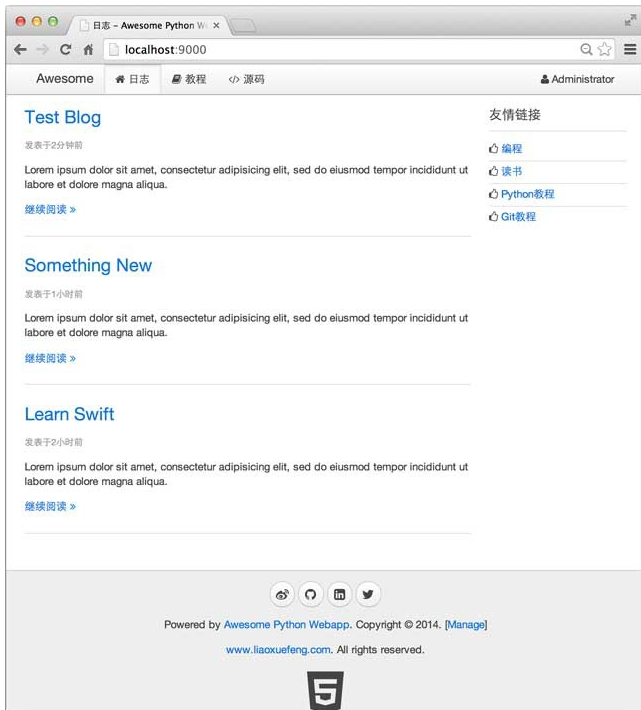 日志 - Awesome Python W
localhost:9000
Awesome 日志 教程 源码 Administrator
Test Blog
发表于2分钟前
Lorem ipsum dolor sit amet, consectetur adipisicing elit, sed do eiusmod tempor incididunt ut
labore et dolore magna aliqua.
继续阅读 »
Something New
发表于1小时前
Lorem ipsum dolor sit amet, consectetur adipisicing elit, sed do eiusmod tempor incididunt ut
labore et dolore magna aliqua.
继续阅读 »
Learn Swift
发表于2小时前
Lorem ipsum dolor sit amet, consectetur adipisicing elit, sed do eiusmod tempor incididunt ut
labore et dolore magna aliqua.
继续阅读 »
友情链接
编程
读书
Python教程
Git教程
Powered by Awesome Python Webapp. Copyright © 2014. [Manage]
www.liaoxuefeng.com. All rights reserved.
5